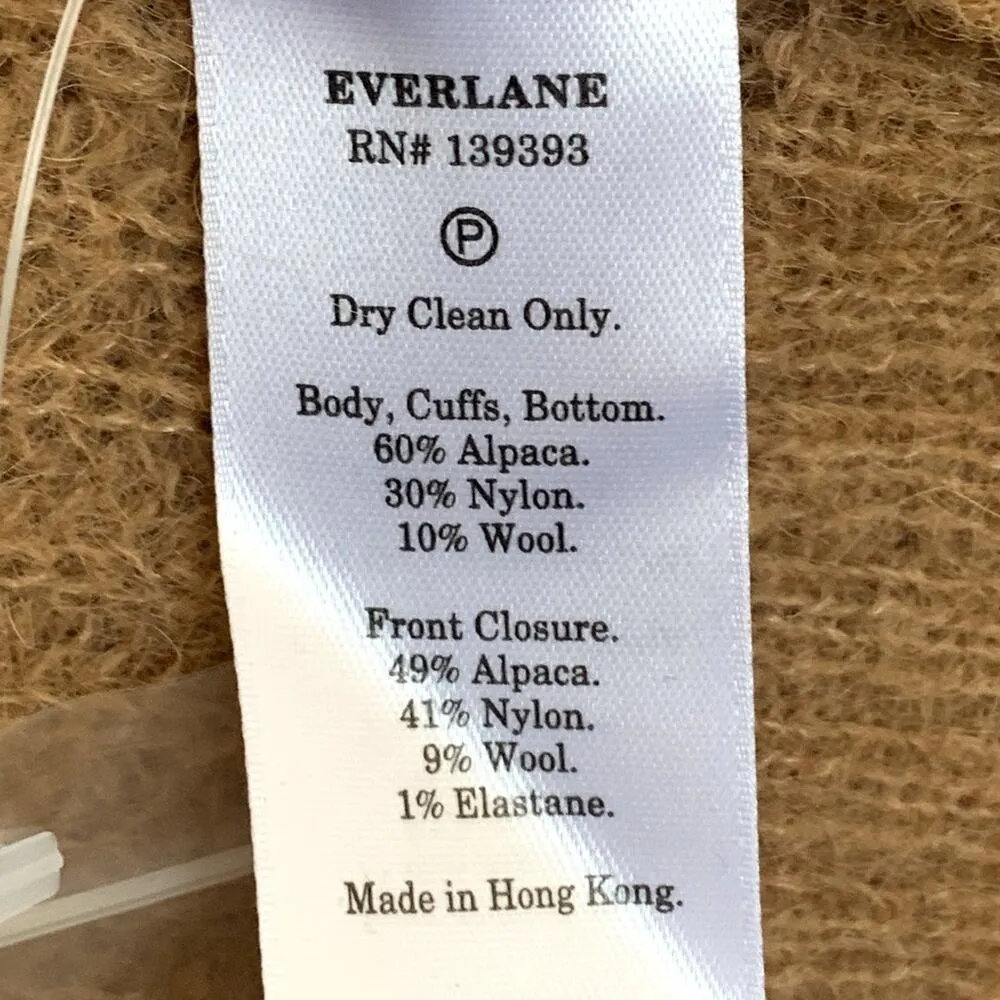 EVERLANE
RN# 139393
P
Dry Clean Only.
Body, Cuffs, Bottom.
60% Alpaca.
30% Nylon.
10% Wool.
Front Closure.
49% Alpaca.
41% Nylon.
9% Wool.
1% Elastane.
Made in Hong Kong.